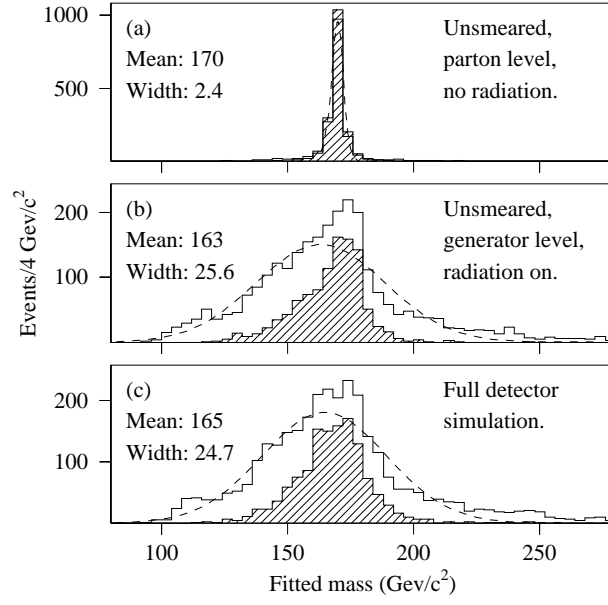 1000
500
(a)
Mean: 170
Width: 2.4
Unsmeared,
parton level,
no radiation.
Events/4 Gev/c²
200
100
(b)
Mean: 163
Width: 25.6
Unsmeared,
generator level,
radiation on.
200
100
(c)
Mean: 165
Width: 24.7
Full detector
simulation.
100 150 200 250
Fitted mass (Gev/c²)